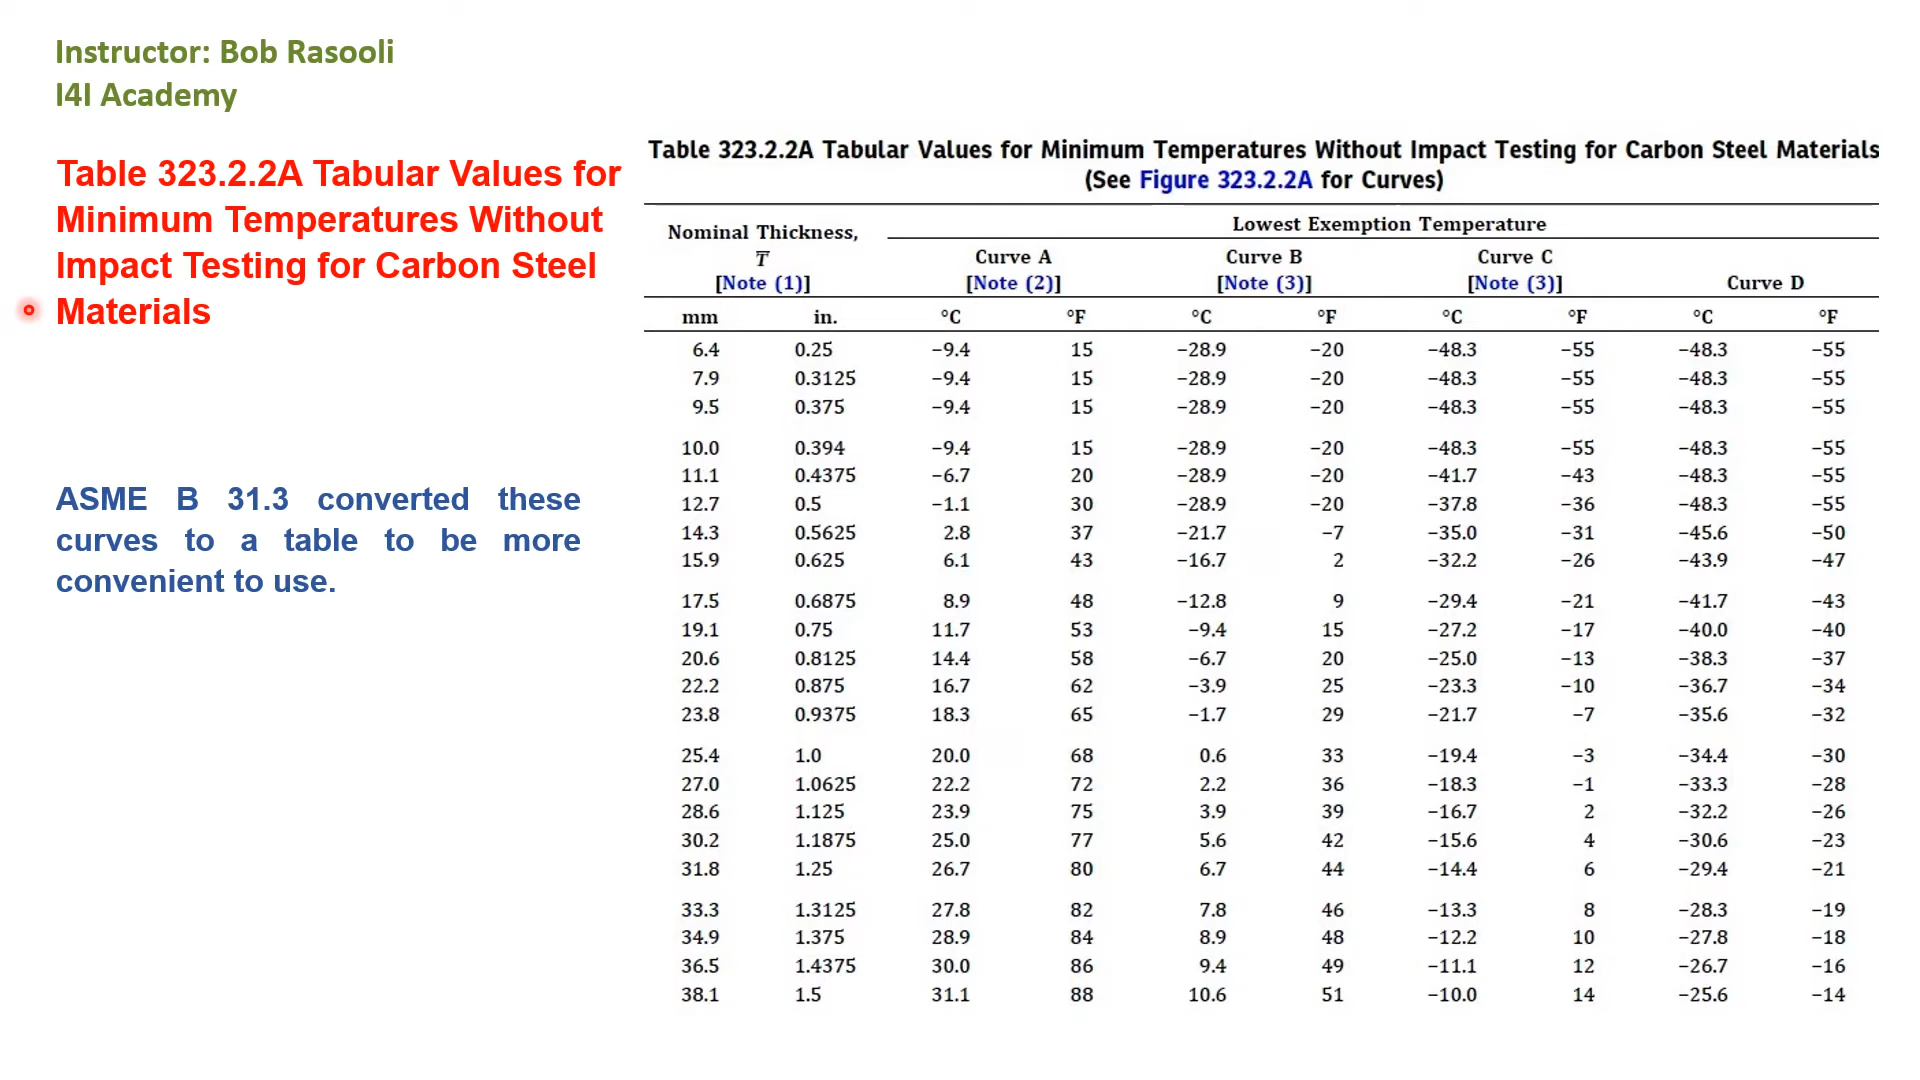 Instructor: Bob Rasooli
I4I Academy
Table 323.2.2A Tabular Values for
Minimum Temperatures Without
Impact Testing for Carbon Steel
Materials
ASME B 31.3 converted these
curves to a table to be more
convenient to use.
Table 323.2.2A Tabular Values for Minimum Temperatures Without Impact Testing for Carbon Steel Materials
(See Figure 323.2.2A for Curves)
Nominal Thickness, Lowest Exemption Temperature
T̅ Curve A Curve B Curve C
[Note (1)] [Note (2)] [Note (3)] [Note (3)] Curve D
mm in. °C °F °C °F °C °F °C °F
6.4 0.25 −9.4 15 −28.9 −20 −48.3 −55 −48.3 −55
7.9 0.3125 −9.4 15 −28.9 −20 −48.3 −55 −48.3 −55
9.5 0.375 −9.4 15 −28.9 −20 −48.3 −55 −48.3 −55
10.0 0.394 −9.4 15 −28.9 −20 −48.3 −55 −48.3 −55
11.1 0.4375 −6.7 20 −28.9 −20 −41.7 −43 −48.3 −55
12.7 0.5 −1.1 30 −28.9 −20 −37.8 −36 −48.3 −55
14.3 0.5625 2.8 37 −21.7 −7 −35.0 −31 −45.6 −50
15.9 0.625 6.1 43 −16.7 2 −32.2 −26 −43.9 −47
17.5 0.6875 8.9 48 −12.8 9 −29.4 −21 −41.7 −43
19.1 0.75 11.7 53 −9.4 15 −27.2 −17 −40.0 −40
20.6 0.8125 14.4 58 −6.7 20 −25.0 −13 −38.3 −37
22.2 0.875 16.7 62 −3.9 25 −23.3 −10 −36.7 −34
23.8 0.9375 18.3 65 −1.7 29 −21.7 −7 −35.6 −32
25.4 1.0 20.0 68 0.6 33 −19.4 −3 −34.4 −30
27.0 1.0625 22.2 72 2.2 36 −18.3 −1 −33.3 −28
28.6 1.125 23.9 75 3.9 39 −16.7 2 −32.2 −26
30.2 1.1875 25.0 77 5.6 42 −15.6 4 −30.6 −23
31.8 1.25 26.7 80 6.7 44 −14.4 6 −29.4 −21
33.3 1.3125 27.8 82 7.8 46 −13.3 8 −28.3 −19
34.9 1.375 28.9 84 8.9 48 −12.2 10 −27.8 −18
36.5 1.4375 30.0 86 9.4 49 −11.1 12 −26.7 −16
38.1 1.5 31.1 88 10.6 51 −10.0 14 −25.6 −14